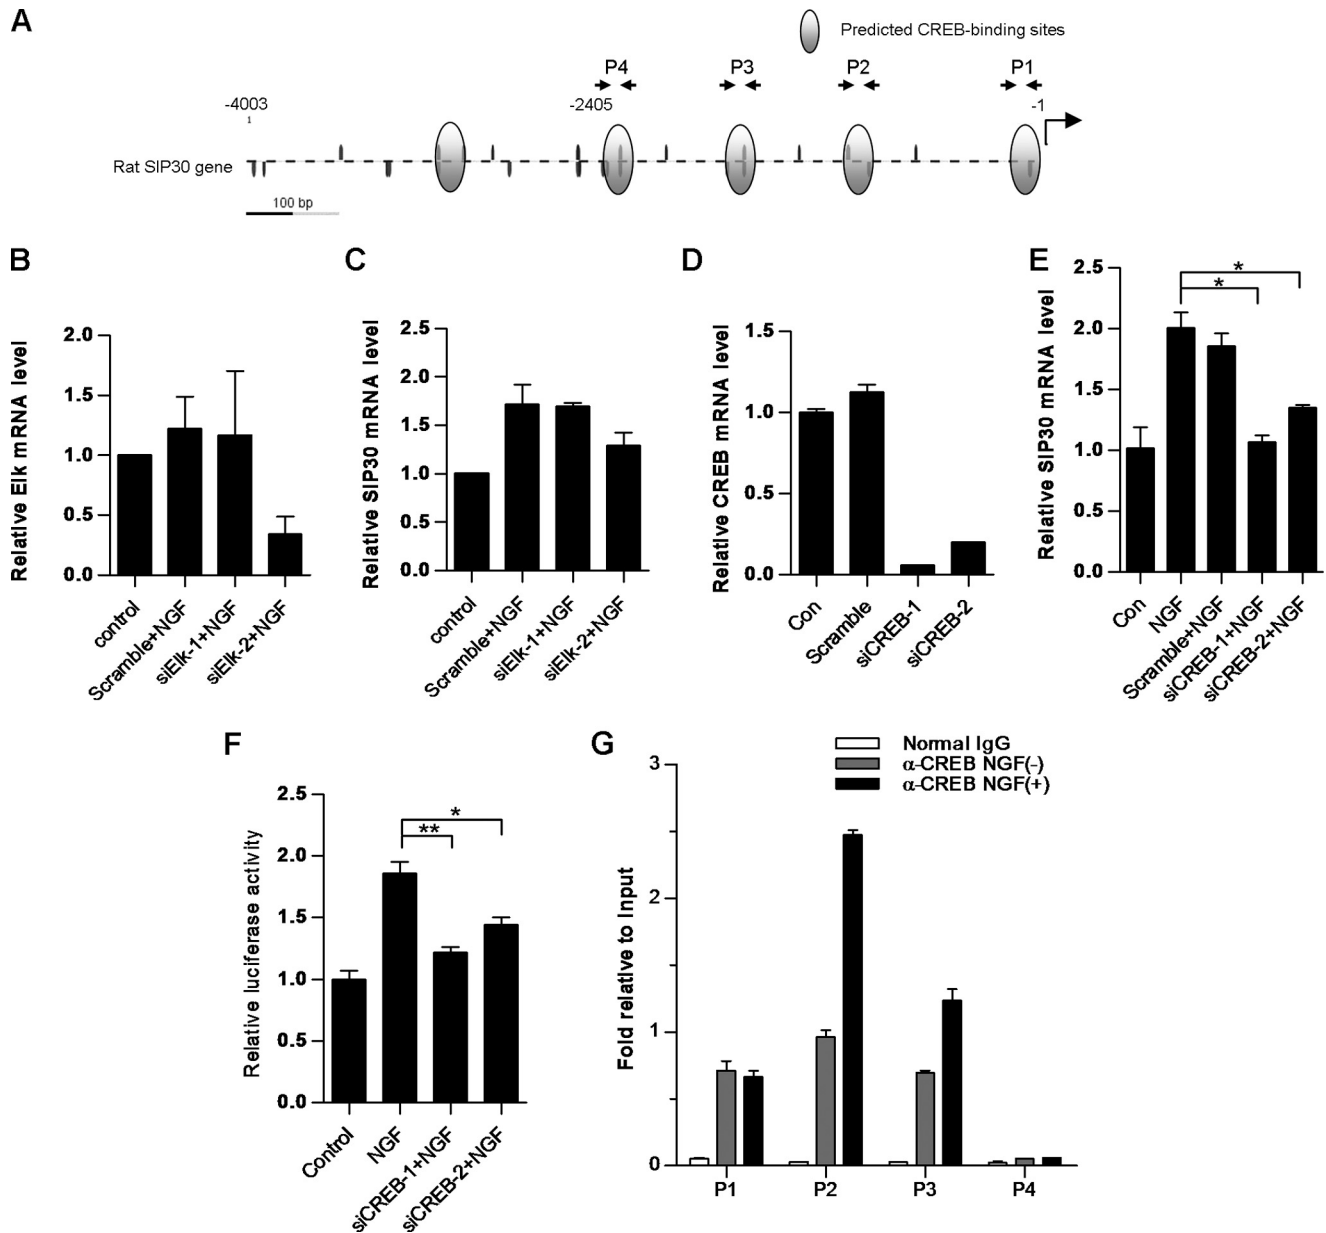 A
Predicted CREB-binding sites
P4 P3 P2 P1
-4003 -2405 -1
1
Rat SIP30 gene
100 bp
B
Relative Elk mRNA level
2.0
1.5
1.0
0.5
0.0
control
Scramble+NGF
siElk-1+NGF
siElk-2+NGF
C
Relative SIP30 mRNA level
2.5
2.0
1.5
1.0
0.5
0.0
control
Scramble+NGF
siElk-1+NGF
siElk-2+NGF
D
Relative CREB mRNA level
1.5
1.0
0.5
0.0
Con
Scramble
siCREB-1
siCREB-2
E
Relative SIP30 mRNA level
2.5
2.0
1.5
1.0
0.5
0.0
*
*
Con
NGF
Scramble+NGF
siCREB-1+NGF
siCREB-2+NGF
F
Relative luciferase activity
2.5
2.0
1.5
1.0
0.5
0.0
*
**
Control
NGF
siCREB-1+NGF
siCREB-2+NGF
G
Normal IgG
α-CREB NGF(-)
α-CREB NGF(+)
Fold relative to Input
3
2
1
0
P1 P2 P3 P4